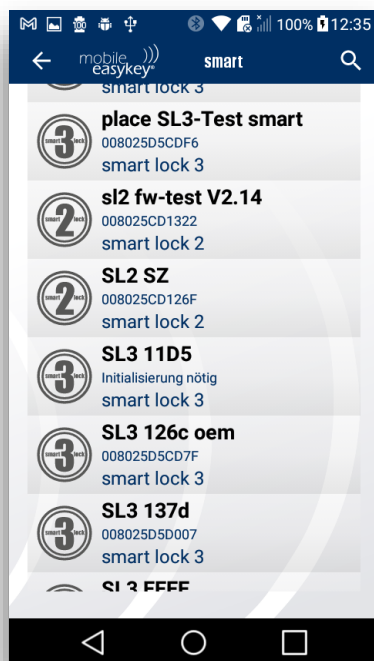 100% 12:35
mobile )))
easykey®
smart
smart lock 3
place SL3-Test smart
008025D5CDF6
smart lock 3
sl2 fw-test V2.14
008025CD1322
smart lock 2
SL2 SZ
008025CD126F
smart lock 2
SL3 11D5
Initialisierung nötig
smart lock 3
SL3 126c oem
008025D5CD7F
smart lock 3
SL3 137d
008025D5D007
smart lock 3
SL3 FFFF